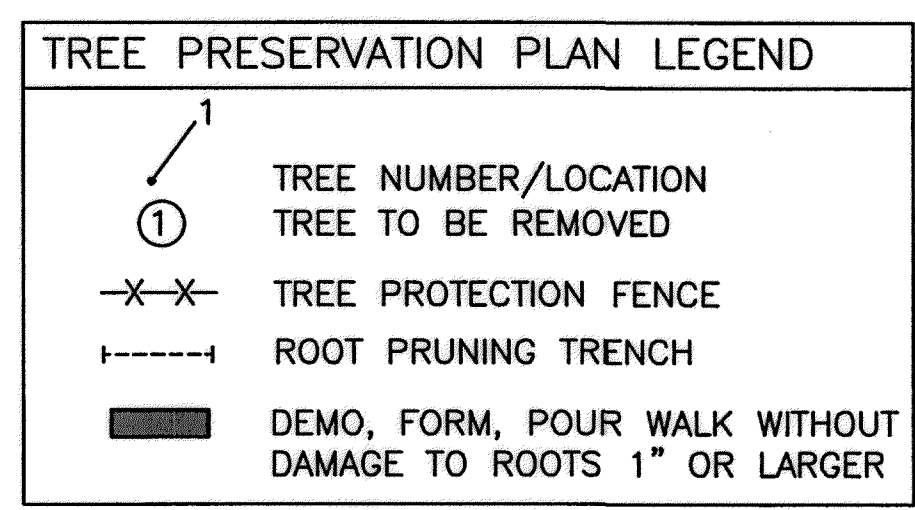 TREE PRESERVATION PLAN LEGEND
1
TREE NUMBER/LOCATION
1 TREE TO BE REMOVED
—X—X— TREE PROTECTION FENCE
ROOT PRUNING TRENCH
DEMO, FORM, POUR WALK WITHOUT
DAMAGE TO ROOTS 1" OR LARGER